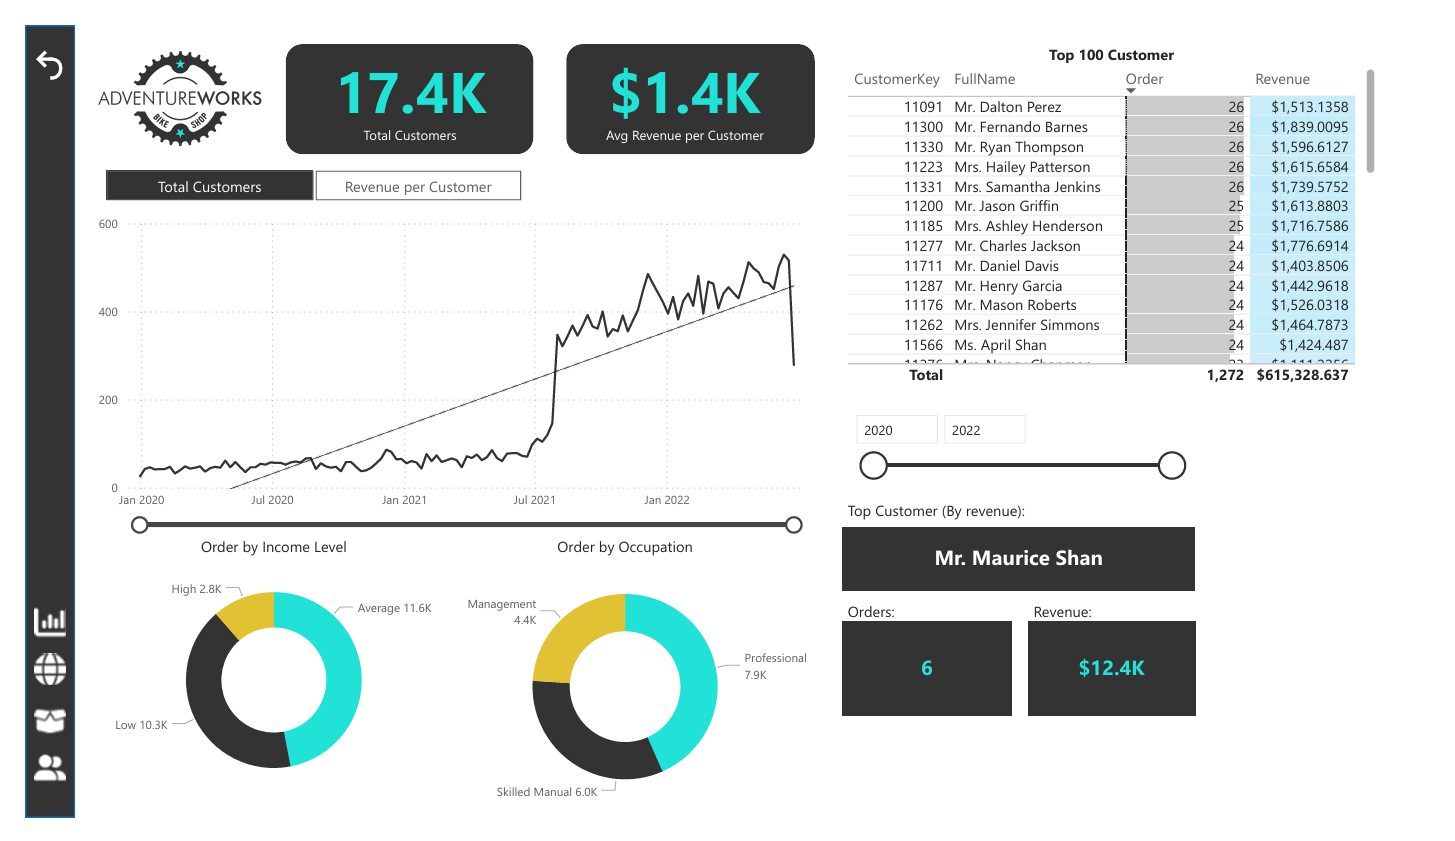 ADVENTUREWORKS
BIKE SHOP
17.4K
Total Customers
$1.4K
Avg Revenue per Customer
Total Customers
Revenue per Customer
600
400
200
0
Jan 2020
Jul 2020
Jan 2021
Jul 2021
Jan 2022
Order by Income Level
High 2.8K
Average 11.6K
Low 10.3K
Order by Occupation
Management
4.4K
Professional
7.9K
Skilled Manual 6.0K
Top 100 Customer
CustomerKey FullName Order Revenue
11091 Mr. Dalton Perez 26 $1,513.1358
11300 Mr. Fernando Barnes 26 $1,839.0095
11330 Mr. Ryan Thompson 26 $1,596.6127
11223 Mrs. Hailey Patterson 26 $1,615.6584
11331 Mrs. Samantha Jenkins 26 $1,739.5752
11200 Mr. Jason Griffin 25 $1,613.8803
11185 Mrs. Ashley Henderson 25 $1,716.7586
11277 Mr. Charles Jackson 24 $1,776.6914
11711 Mr. Daniel Davis 24 $1,403.8506
11287 Mr. Henry Garcia 24 $1,442.9618
11176 Mr. Mason Roberts 24 $1,526.0318
11262 Mrs. Jennifer Simmons 24 $1,464.7873
11566 Ms. April Shan 24 $1,424.487
Total 1,272 $615,328.637
2020
2022
Top Customer (By revenue):
Mr. Maurice Shan
Orders:
6
Revenue:
$12.4K